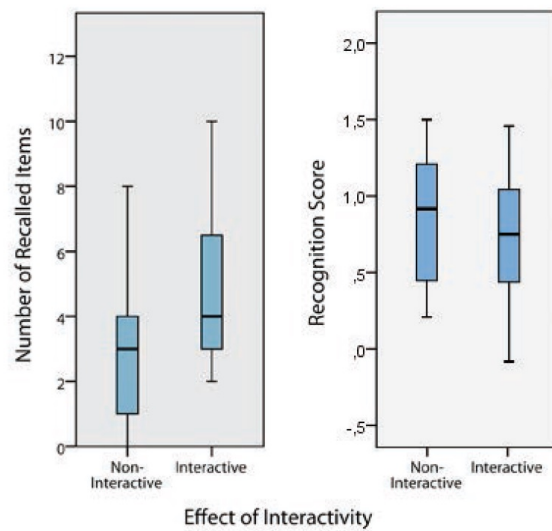 Number of Recalled Items
12
10
8
6
4
2
0
Non-
Interactive
Interactive
Recognition Score
2,0
1,5
1,0
,5
,0
-,5
Non-
Interactive
Interactive
Effect of Interactivity